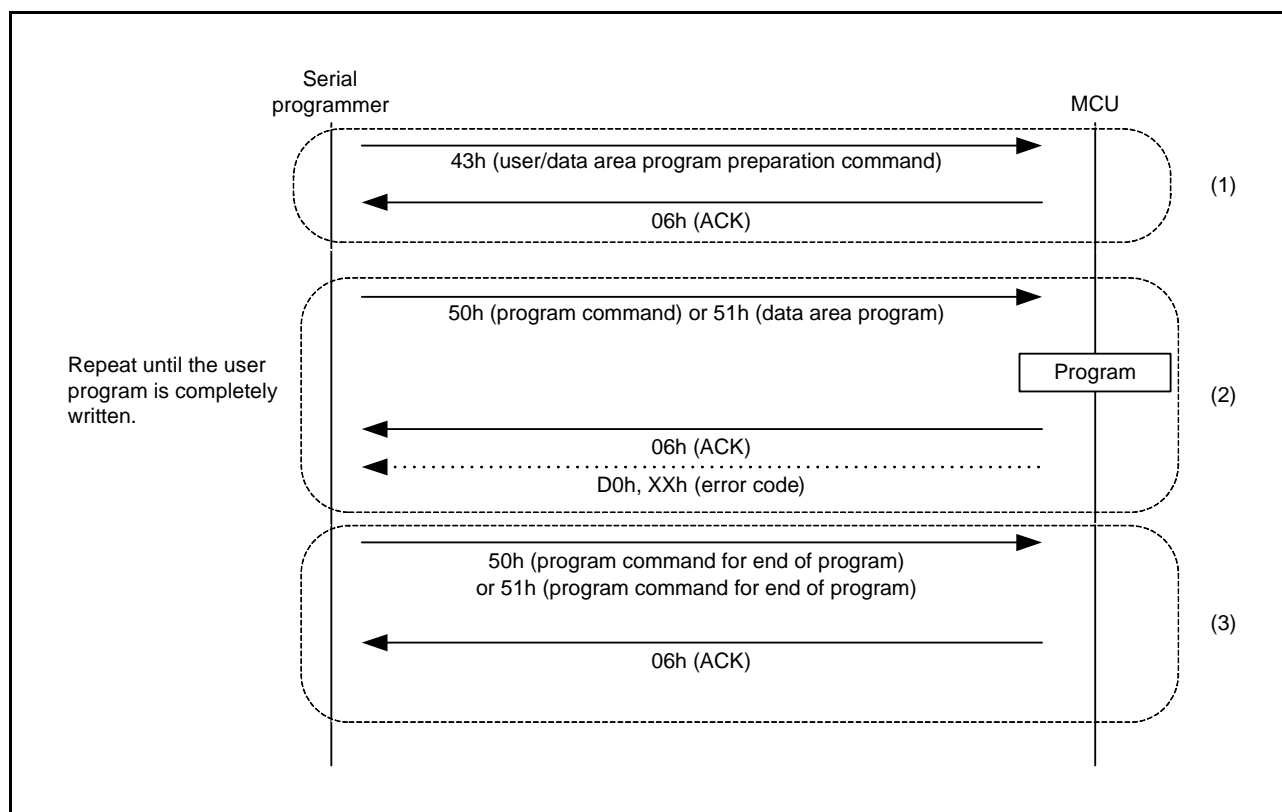 Serial
programmer
MCU
43h (user/data area program preparation command)
(1)
06h (ACK)
50h (program command) or 51h (data area program)
Repeat until the user
program is completely
written.
Program
(2)
06h (ACK)
D0h, XXh (error code)
50h (program command for end of program)
or 51h (program command for end of program)
(3)
06h (ACK)